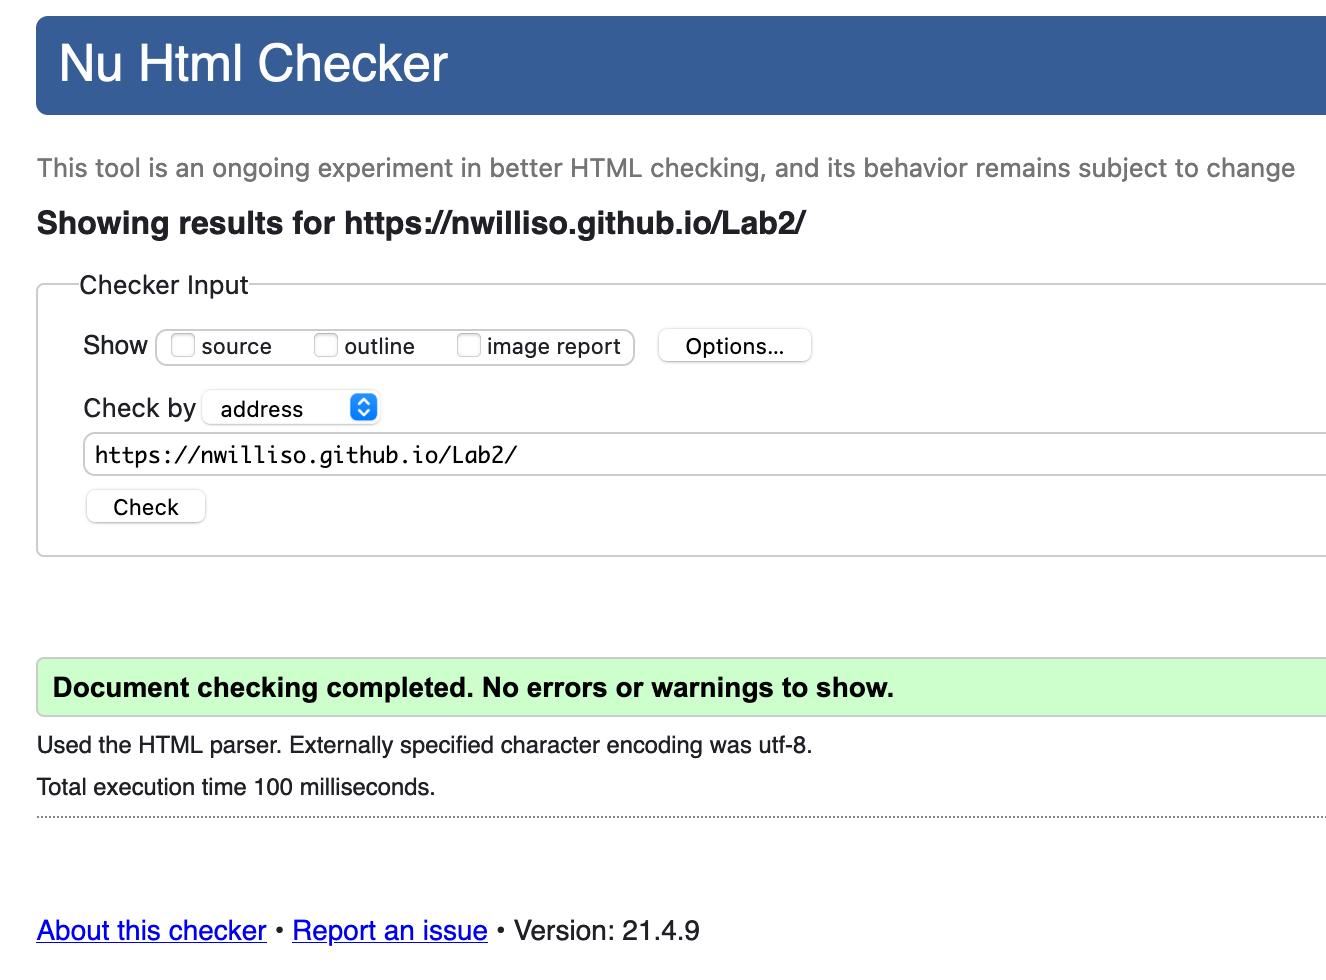 Nu Html Checker
This tool is an ongoing experiment in better HTML checking, and its behavior remains subject to change
Showing results for https://nwilliso.github.io/Lab2/
Checker Input
Show source outline image report Options...
Check by address
https://nwilliso.github.io/Lab2/
Check
Document checking completed. No errors or warnings to show.
Used the HTML parser. Externally specified character encoding was utf-8.
Total execution time 100 milliseconds.
About this checker • Report an issue • Version: 21.4.9